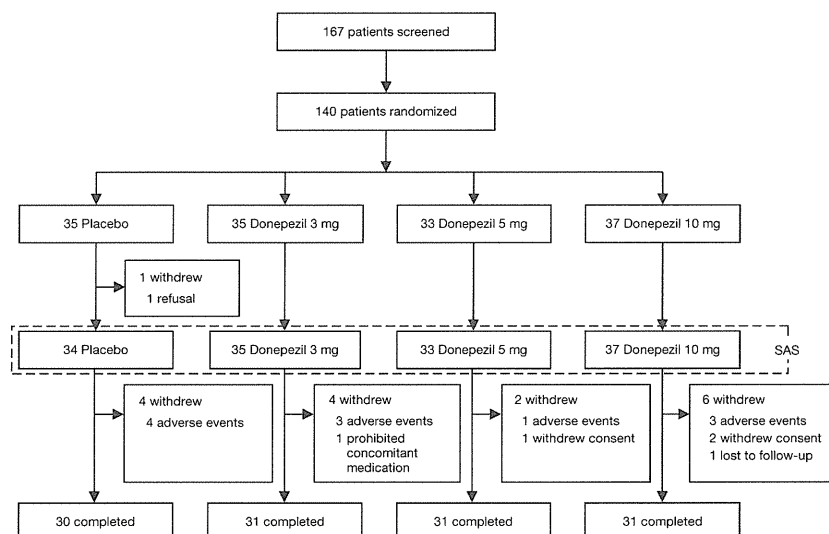 167 patients screened
140 patients randomized
35 Placebo
35 Donepezil 3 mg
33 Donepezil 5 mg
37 Donepezil 10 mg
1 withdrew
1 refusal
34 Placebo
35 Donepezil 3 mg
33 Donepezil 5 mg
37 Donepezil 10 mg
SAS
4 withdrew
4 adverse events
4 withdrew
3 adverse events
1 prohibited
concomitant
medication
2 withdrew
1 adverse events
1 withdrew consent
6 withdrew
3 adverse events
2 withdrew consent
1 lost to follow-up
30 completed
31 completed
31 completed
31 completed